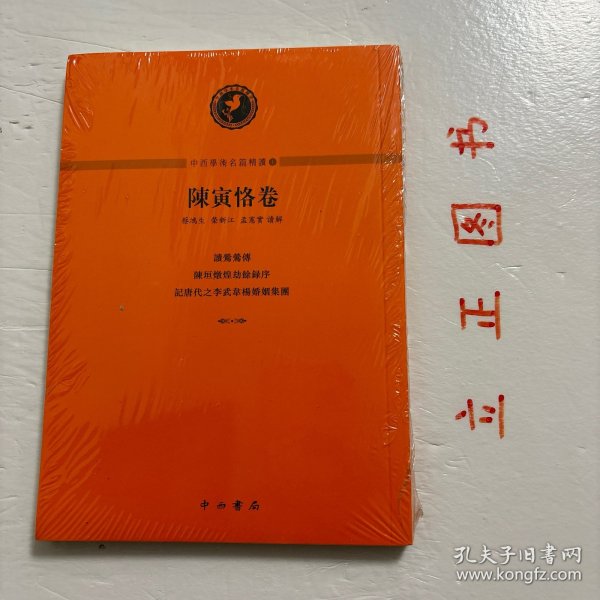 中西學術名篇精讀
陳寅恪卷
蔡鴻生 榮新江 孟憲實 讀解
讀鶯鶯傳
陳垣燉煌劫餘錄序
記唐代之李武韋楊婚姻集團
中西書局
书
图
正
立
孔夫子旧书网
www.kongfz.com